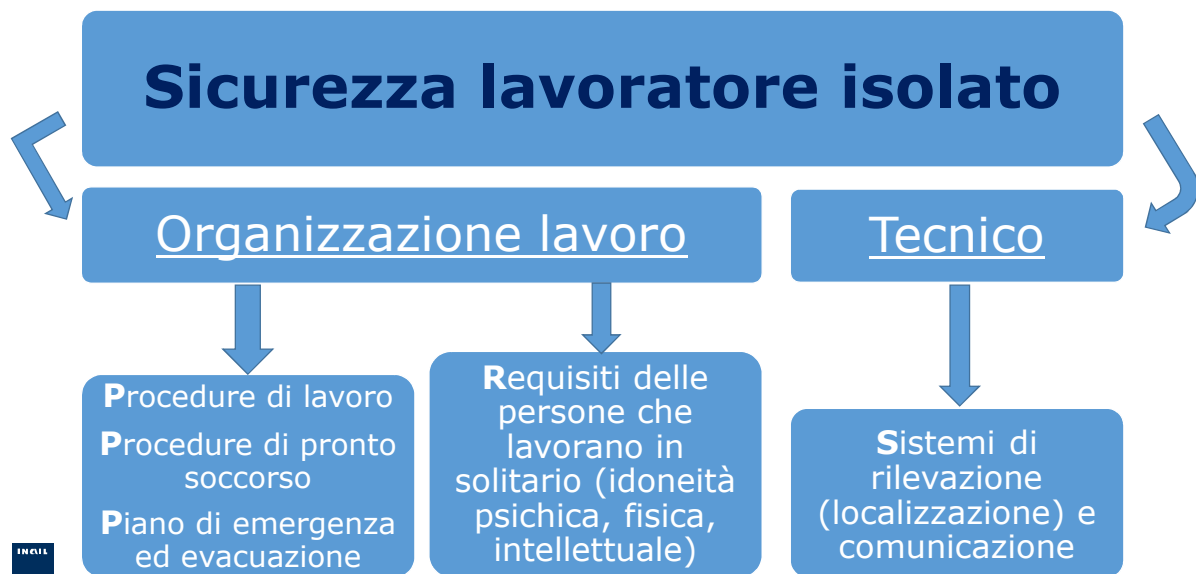 Sicurezza lavoratore isolato
Organizzazione lavoro
Tecnico
Procedure di lavoro
Procedure di pronto
soccorso
Piano di emergenza
ed evacuazione
Requisiti delle
persone che
lavorano in
solitario (idoneità
psichica, fisica,
intellettuale)
Sistemi di
rilevazione
(localizzazione) e
comunicazione
INAIL